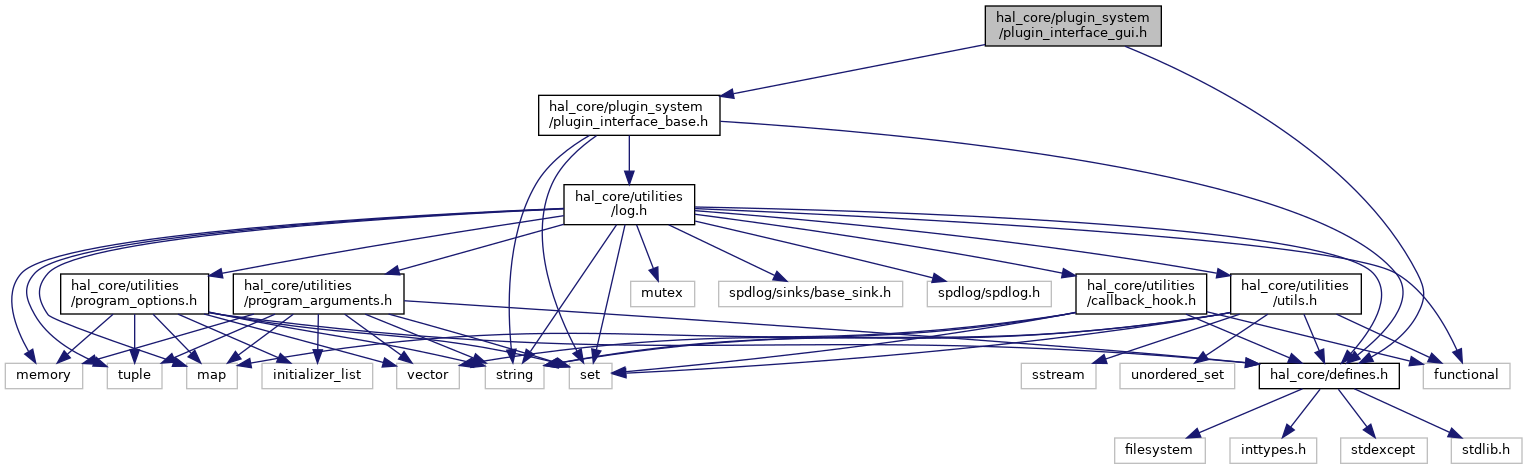 hal_core/plugin_system
/plugin_interface_gui.h
hal_core/plugin_system
/plugin_interface_base.h
hal_core/utilities
/log.h
hal_core/utilities
/program_options.h
hal_core/utilities
/program_arguments.h
mutex
spdlog/sinks/base_sink.h
spdlog/spdlog.h
hal_core/utilities
/callback_hook.h
hal_core/utilities
/utils.h
memory
tuple
map
initializer_list
vector
string
set
sstream
unordered_set
hal_core/defines.h
functional
filesystem
inttypes.h
stdexcept
stdlib.h